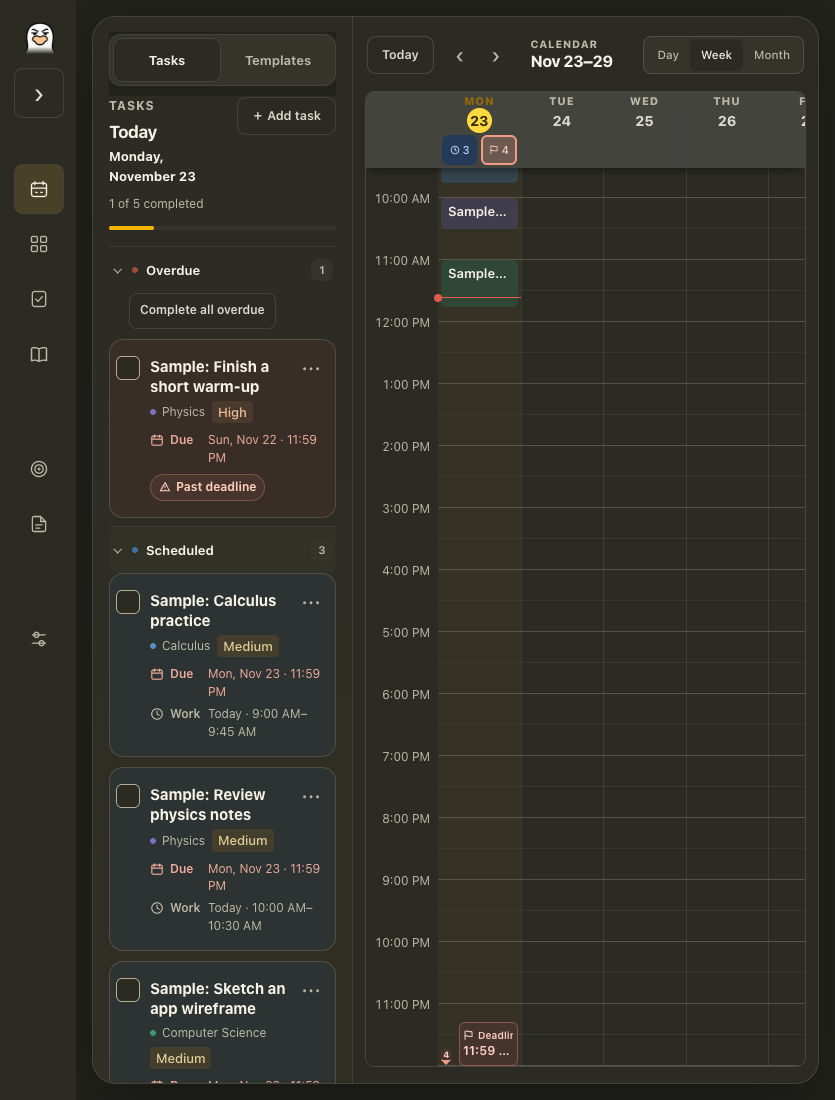 Tasks
Templates
TASKS
+ Add task
Today
Monday,
November 23
1 of 5 completed
Overdue
1
Complete all overdue
Sample: Finish a
short warm-up
Physics
High
Due
Sun, Nov 22 · 11:59
PM
Past deadline
Scheduled
3
Sample: Calculus
practice
Calculus
Medium
Due
Mon, Nov 23 · 11:59
PM
Work
Today · 9:00 AM–
9:45 AM
Sample: Review
physics notes
Physics
Medium
Due
Mon, Nov 23 · 11:59
PM
Work
Today · 10:00 AM–
10:30 AM
Sample: Sketch an
app wireframe
Computer Science
Medium
Today
CALENDAR
Nov 23–29
Day
Week
Month
MON
23
TUE
24
WED
25
THU
26
3
4
10:00 AM
Sample...
11:00 AM
Sample...
12:00 PM
1:00 PM
2:00 PM
3:00 PM
4:00 PM
5:00 PM
6:00 PM
7:00 PM
8:00 PM
9:00 PM
10:00 PM
11:00 PM
4
Deadlin
11:59 ...